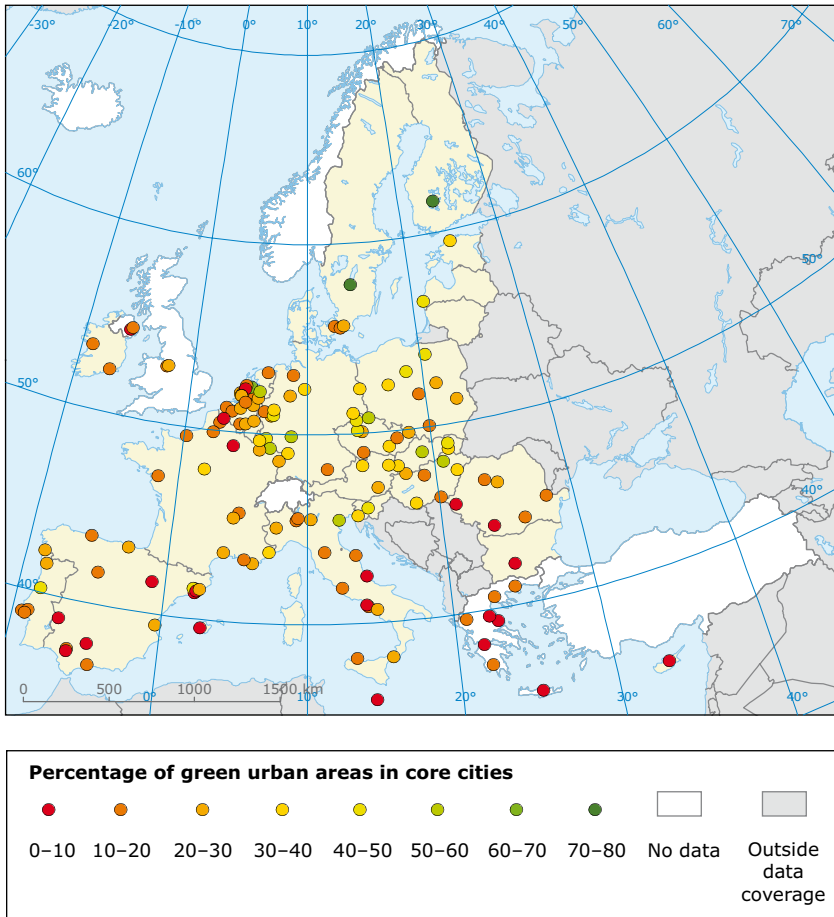 -30° -20° -10° 0° 10° 20° 30° 60° 70°
60°
50°
50°
40°
40°
0 500 1000 1500 km
0° 10° 20° 30° 40°
Percentage of green urban areas in core cities
0–10 10–20 20–30 30–40 40–50 50–60 60–70 70–80 No data Outside
data
coverage